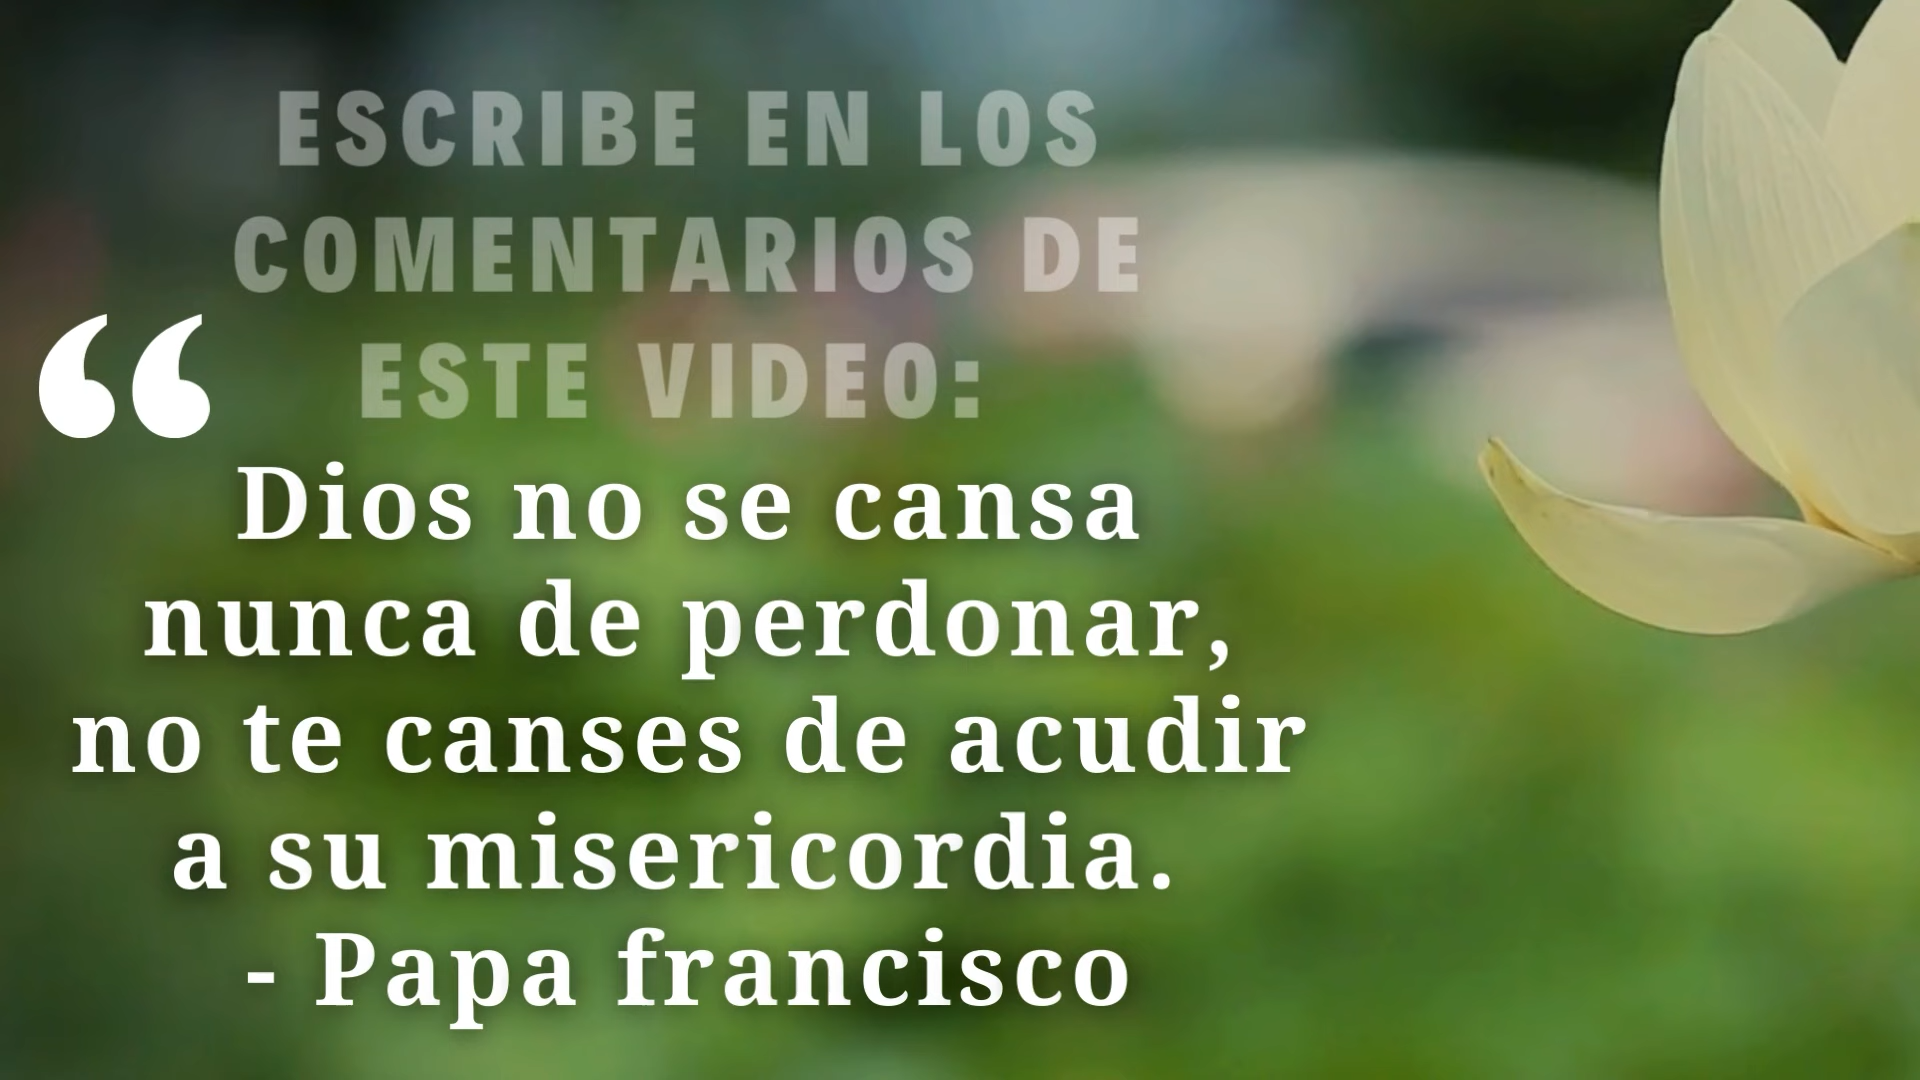 ESCRIBE EN LOS
COMENTARIOS DE
ESTE VIDEO:
“
Dios no se cansa
nunca de perdonar,
no te canses de acudir
a su misericordia.
- Papa francisco